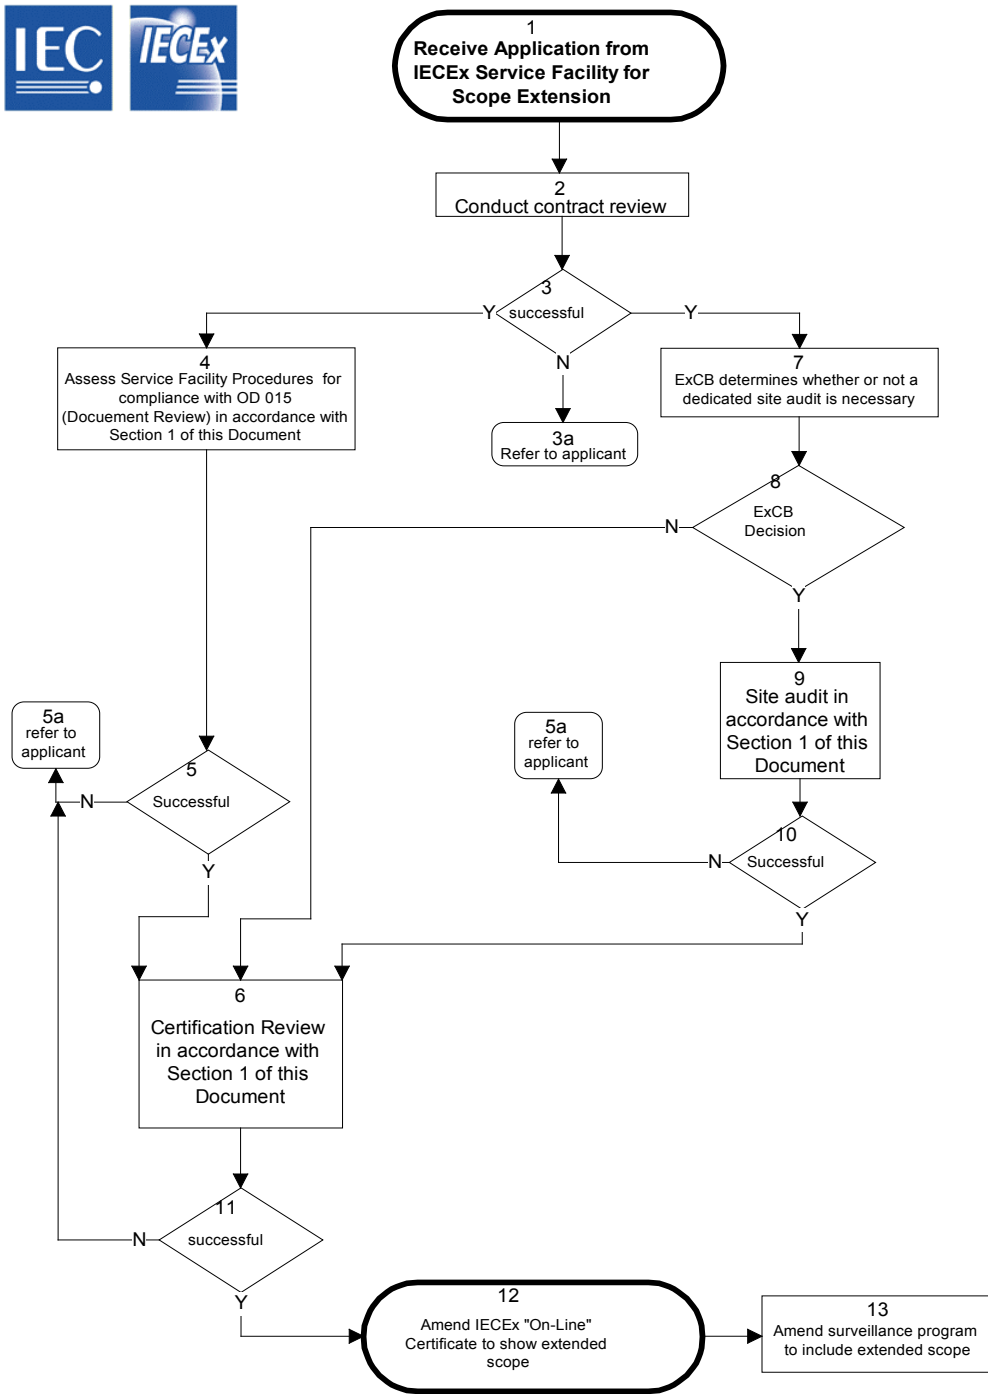 IEC
IECEx
1
Receive Application from
IECEx Service Facility for
Scope Extension
2
Conduct contract review
3
successful
Y
Y
N
4
Assess Service Facility Procedures for
compliance with OD 015
(Docuement Review) in accordance with
Section 1 of this Document
3a
Refer to applicant
7
ExCB determines whether or not a
dedicated site audit is necessary
8
ExCB
Decision
N
Y
9
Site audit in
accordance with
Section 1 of this
Document
5a
refer to
applicant
5
Successful
N
Y
5a
refer to
applicant
10
Successful
N
Y
6
Certification Review
in accordance with
Section 1 of this
Document
11
successful
N
Y
12
Amend IECEx "On-Line"
Certificate to show extended
scope
13
Amend surveillance program
to include extended scope